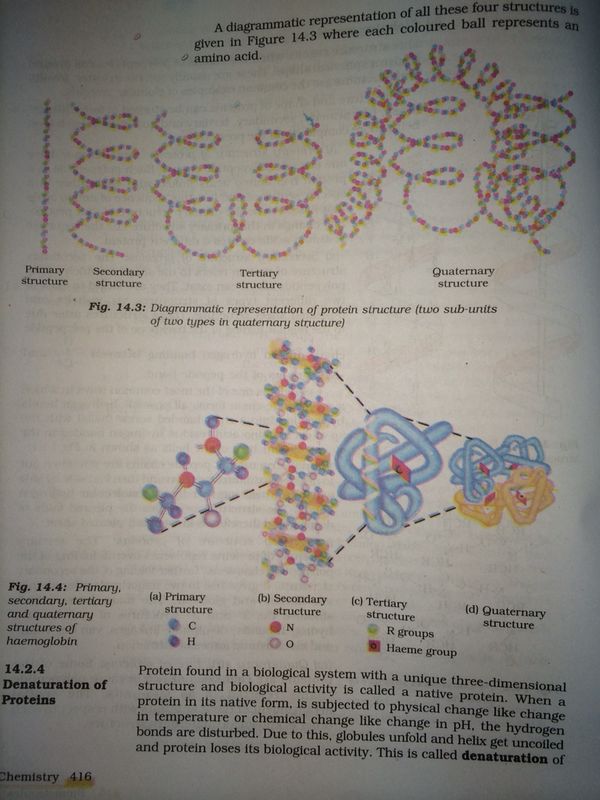 A diagrammatic representation of all these four structures is
given in Figure 14.3 where each coloured ball represents an
amino acid.
Primary
structure
Secondary
structure
Tertiary
structure
Quaternary
structure
Fig. 14.3: Diagrammatic representation of protein structure (two sub-units
of two types in quaternary structure)
Fig. 14.4: Primary,
secondary, tertiary
and quaternary
structures of
haemoglobin
(a) Primary
structure
C
H
(b) Secondary
structure
N
O
(c) Tertiary
structure
R groups
Haeme group
(d) Quaternary
structure
14.2.4
Denaturation of
Proteins
Protein found in a biological system with a unique three-dimensional
structure and biological activity is called a native protein. When a
protein in its native form, is subjected to physical change like change
in temperature or chemical change like change in pH, the hydrogen
bonds are disturbed. Due to this, globules unfold and helix get uncoiled
and protein loses its biological activity. This is called denaturation of
Chemistry 416